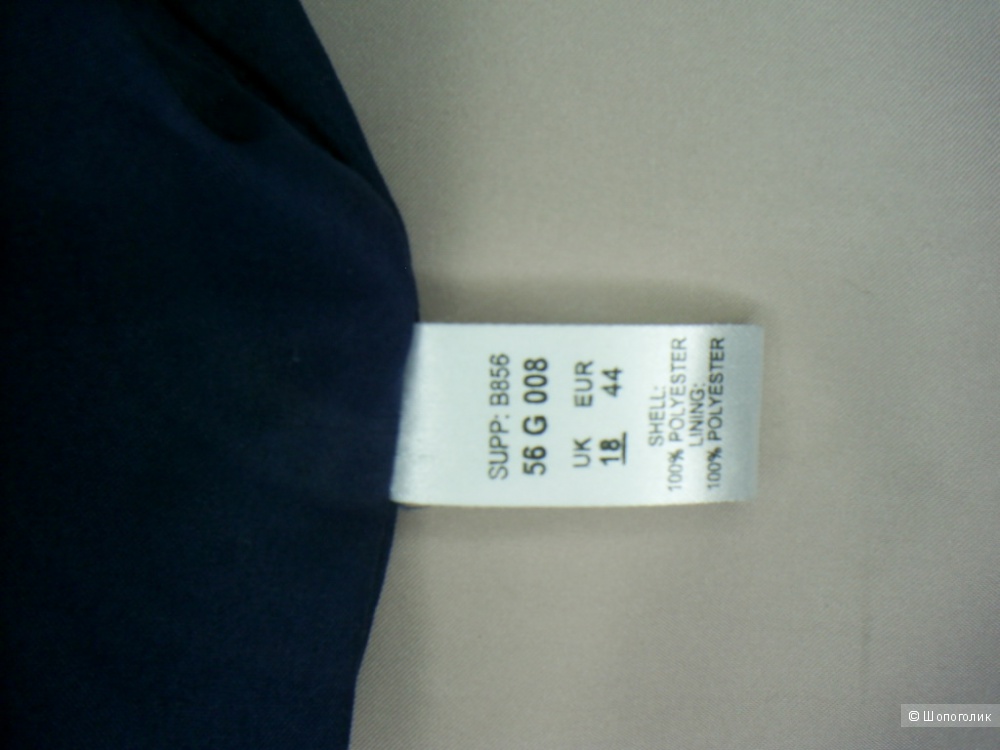 SUPP: B856
56 G 008
UK EUR
18 44
SHELL:
100% POLYESTER
LINING:
100% POLYESTER
© Шопоголик